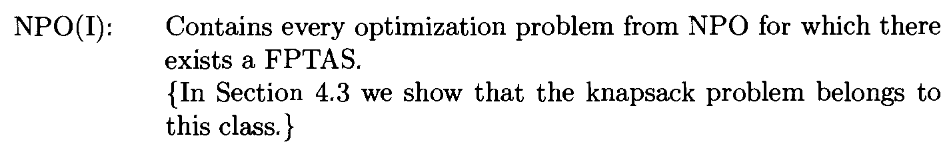 NPO(I): Contains every optimization problem from NPO for which there
exists a FPTAS.
{In Section 4.3 we show that the knapsack problem belongs to
this class.}